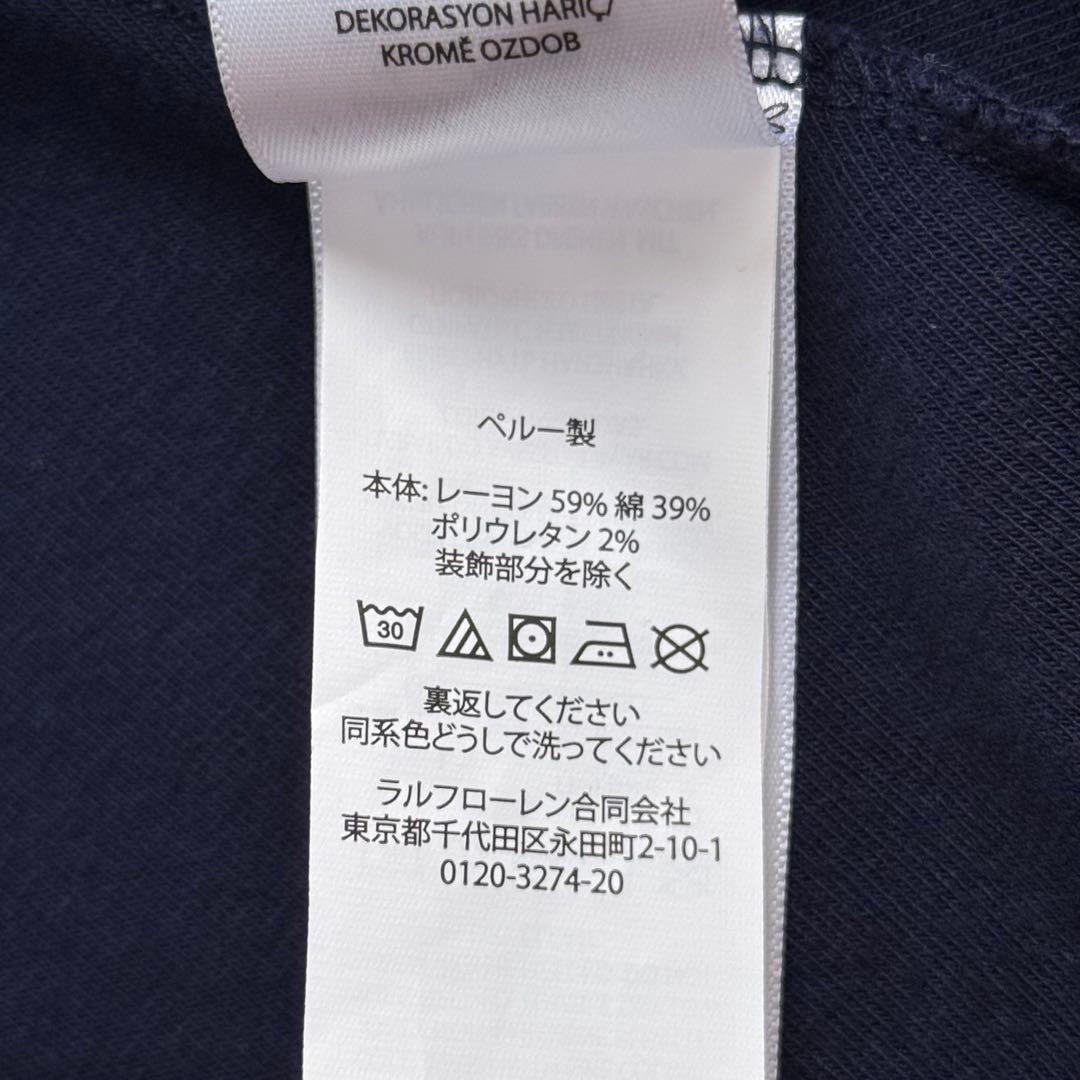 DEKORASYON HARIÇ/
KROMĚ OZDOB
ペルー製
本体: レーヨン 59% 綿 39%
ポリウレタン 2%
装飾部分を除く
30
裏返してください
同系色どうしで洗ってください
ラルフローレン合同会社
東京都千代田区永田町2-10-1
0120-3274-20